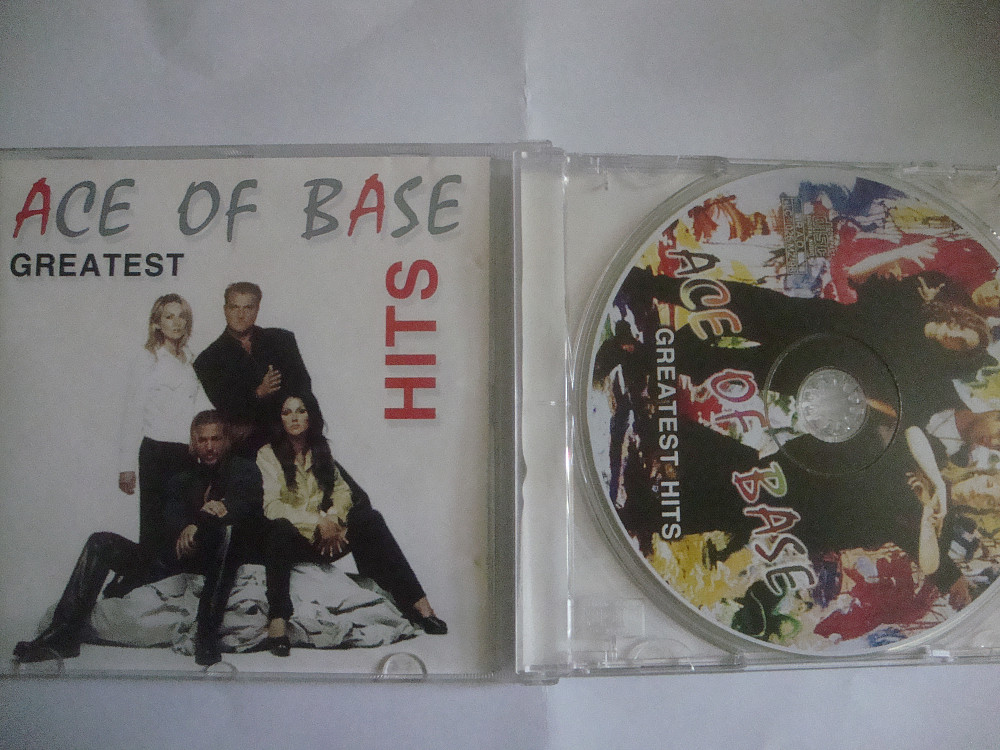 ACE OF BASE
GREATEST
HITS
ACE OF BASE
GREATEST HITS